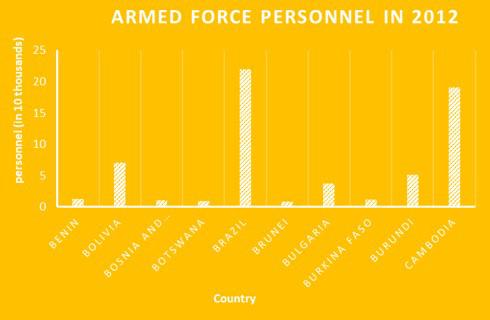 ARMED FORCE PERSONNEL IN 2012
personnel (in 10 thousands)
25
20
15
10
5
0
BENIN
BOLIVIA
BOSNIA AND...
BOTSWANA
BRAZIL
BRUNEI
BULGARIA
BURKINA FASO
BURUNDI
CAMBODIA
Country